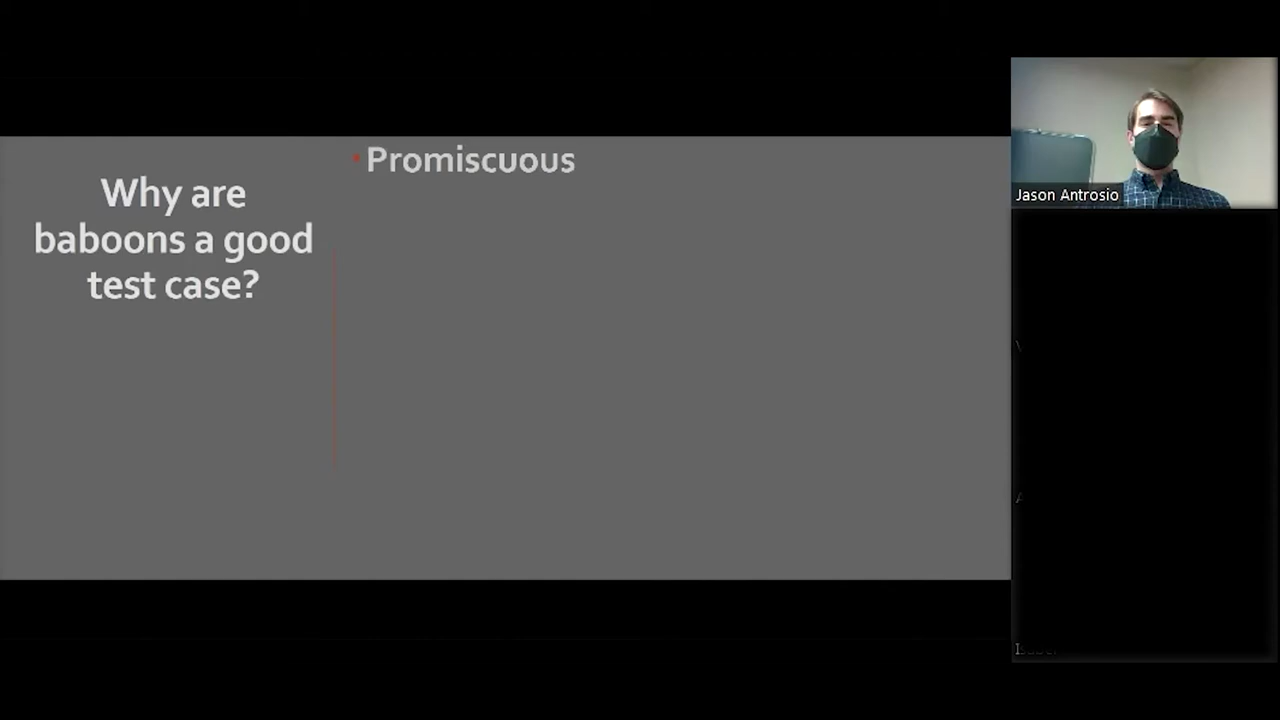 Why are
baboons a good
test case?
Promiscuous
Jason Antrosio